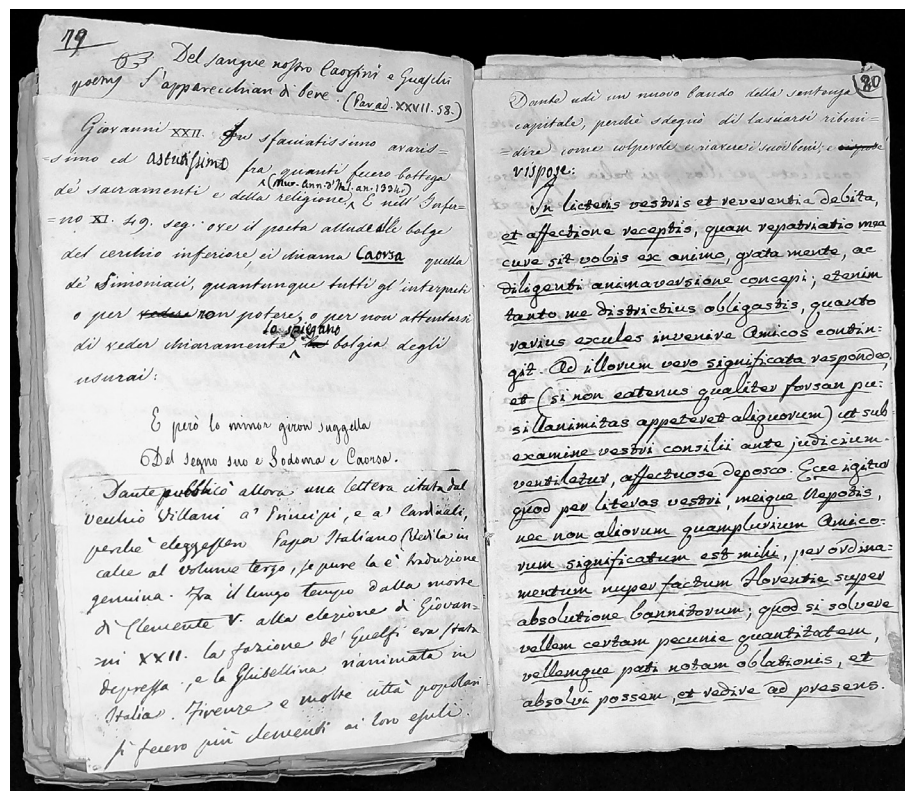 79
Del sangue nostro Caorsini e Guaschi
S'apparecchian di bere. (Parad. XXVII. 58.)
Giovanni XXII. Fu sfaciatissimo avaris=
=simo ed astutissimo fra quanti fecero bottega
(Mur. Ann. d'Ital. an. 1334.)
de' sacramenti e della religione, E nell'Infer=
=no XI. 49. seg. ove il poeta allude alle bolge
del cerchio inferiore, ei chiama Caorsa quella
de' Simoniaci, quantunque tutti gl'interpreti
o per vedere non potere, o per non attentarsi
la spiegano
di veder chiaramente bolgia degli
usurai:
E però lo minor giron suggella
Del segno suo e Sodoma e Caorsa.
Dante pubblicò allora una lettera citata dal
vecchio Villani a' Principi, e a' Cardinali,
perchè eleggessero Papa Italiano (Vedila in
calce al volume terzo, se pure la è traduzione
genuina. Fra il lungo tempo dalla morte
di Clemente V. alla elezione di Giovan=
=ni XXII. la fazione de' Guelfi era stata
depressa, e la Ghibellina rianimata in
Italia. Firenze e molte città popolari
si fecero più clementi ai loro esuli.
80
Dante udì un nuovo bando della sentenza
capitale, perchè sdegnò di lasciarsi ribini=
=dire come colpevole e riavere i suoi beni; e
rispose:
In licteris vestris et reverentia debita,
et affectione receptis, quam repatriatio mea
cure sit vobis ex animo, grata mente, ac
diligenti animaversione concepi; etenim
tanto me districtius obligastis, quanto
rarius exules invenire Amicos contin:
git. Ad illorum vero significata respondeo,
et (si non eatenus qualiter forsan pu:
sillanimitas appeteret aliquorum) ut sub
examine vestri consilii ante judicium
ventiletur, affectuose deposco. Ecce igitur
quod per literas vestri, meique Nepotis,
nec non aliorum quamplurium Amico-
rum significatum est mihi, per ordina-
mentum nuper factum Florentie super
absolutione bannitorum; quod si solvere
vellem certam pecunie quantitatem,
vellemque pati notam oblationis, et
absolvi possem, et redire ad presens.